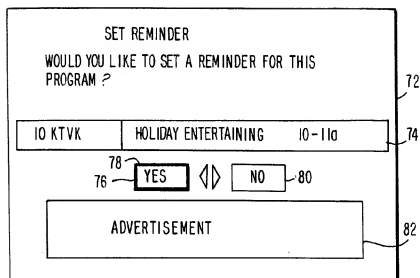 SET REMINDER
WOULD YOU LIKE TO SET A REMINDER FOR THIS
PROGRAM ?
72
10 KTVK HOLIDAY ENTERTAINING 10-11a
74
78
76 YES NO 80
ADVERTISEMENT
82